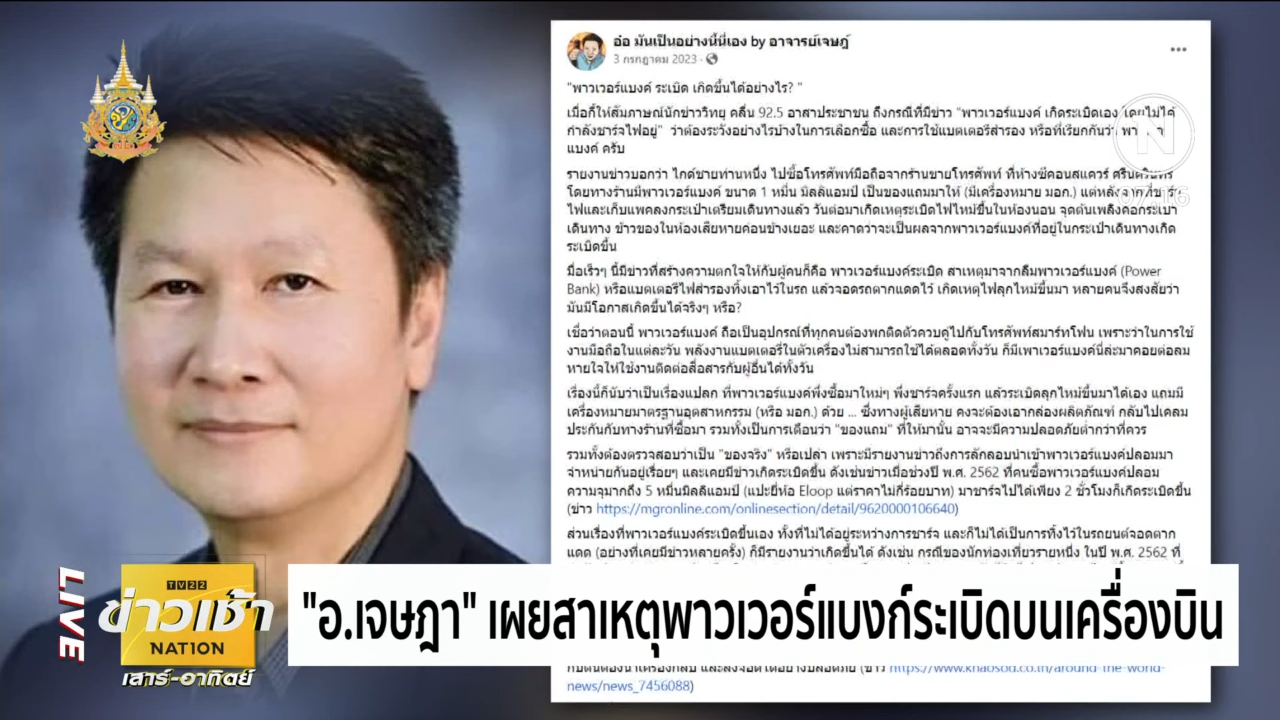 อ๋อ มันเป็นอย่างนี้นี่เอง by อาจารย์เจษฎ์
3 กรกฎาคม 2023
"พาวเวอร์แบงค์ ระเบิด เกิดขึ้นได้อย่างไร? "
เมื่อกี้ให้สัมภาษณ์นักข่าววิทยุ คลื่น 92.5 อาสาประชาชน ถึงกรณีที่มีข่าว "พาวเวอร์แบงค์ เกิดระเบิดเอง โดยไม่ได้
กำลังชาร์จไฟอยู่" ว่าต้องระวังอย่างไรบ้างในการเลือกซื้อ และการใช้แบตเตอรี่สำรอง หรือที่เรียกกันว่า
แบงค์ ครับ
รายงานข่าวบอกว่า ไกด์ชายท่านหนึ่ง ไปซื้อโทรศัพท์มือถือจากร้านขายโทรศัพท์ ที่ห้างซีคอนสแควร์ ศรีนครินทร์
โดยทางร้านมีพาวเวอร์แบงค์ ขนาด 1 หมื่น มิลลิแอมป์ เป็นของแถมมาให้ (มีเครื่องหมาย มอก.) แต่หลังจากที่ชาร์จ
ไฟและเก็บแพคลงกระเป๋าเตรียมเดินทางแล้ว วันต่อมาเกิดเหตุระเบิดไฟไหม้ขึ้นในห้องนอน จุดต้นเพลิงคือกระเป๋า
เดินทาง ข้าวของในห้องเสียหายค่อนข้างเยอะ และคาดว่าจะเป็นผลจากพาวเวอร์แบงค์ที่อยู่ในกระเป๋าเดินทางเกิด
ระเบิดขึ้น
เมื่อเร็วๆ นี้มีข่าวที่สร้างความตกใจให้กับผู้คนก็คือ พาวเวอร์แบงค์ระเบิด สาเหตุมาจากลืมพาวเวอร์แบงค์ (Power
Bank) หรือแบตเตอรี่ไฟสำรองทิ้งเอาไว้ในรถ แล้วจอดรถตากแดดไว้ เกิดเหตุไฟลุกไหม้ขึ้นมา หลายคนจึงสงสัยว่า
มันมีโอกาสเกิดขึ้นได้จริงๆ หรือ?
เชื่อว่าตอนนี้ พาวเวอร์แบงค์ ถือเป็นอุปกรณ์ที่ทุกคนต้องพกติดตัวควบคู่ไปกับโทรศัพท์สมาร์ทโฟน เพราะว่าในการใช้
งานมือถือในแต่ละวัน พลังงานแบตเตอรี่ในตัวเครื่องไม่สามารถใช้ได้ตลอดทั้งวัน ก็มีเพาเวอร์แบงค์นี่ล่ะมาคอยต่อลม
หายใจให้ใช้งานติดต่อสื่อสารกับผู้อื่นได้ทั้งวัน
เรื่องนี้ก็นับว่าเป็นเรื่องแปลก ที่พาวเวอร์แบงค์พึ่งซื้อมาใหม่ๆ พึ่งชาร์จครั้งแรก แล้วระเบิดลุกไหม้ขึ้นมาได้เอง แถมมี
เครื่องหมายมาตรฐานอุตสาหกรรม (หรือ มอก.) ด้วย ... ซึ่งทางผู้เสียหาย คงจะต้องเอากล่องผลิตภัณฑ์ กลับไปเคลม
ประกันกับทางร้านที่ซื้อมา รวมทั้งเป็นการเตือนว่า "ของแถม" ที่ให้มานั้น อาจจะมีความปลอดภัยต่ำกว่าที่ควร
รวมทั้งต้องตรวจสอบว่าเป็น "ของจริง" หรือเปล่า เพราะมีรายงานข่าวถึงการลักลอบนำเข้าพาวเวอร์แบงค์ปลอมมา
จำหน่ายกันอยู่เรื่อยๆ และเคยมีข่าวเกิดระเบิดขึ้น ดังเช่นข่าวเมื่อช่วงปี พ.ศ. 2562 ที่คนซื้อพาวเวอร์แบงค์ปลอม
ความจุมากถึง 5 หมื่นมิลลิแอมป์ (แปะยี่ห้อ Eloop แต่ราคาไม่กี่ร้อยบาท) มาชาร์จไปได้เพียง 2 ชั่วโมงก็เกิดระเบิดขึ้น
(ข่าว https://mgronline.com/onlinesection/detail/9620000106640)
ส่วนเรื่องที่พาวเวอร์แบงค์ระเบิดขึ้นเอง ทั้งที่ไม่ได้อยู่ระหว่างการชาร์จ และก็ไม่ได้เป็นการทิ้งไว้ในรถยนต์จอดตาก
แดด (อย่างที่เคยมีข่าวหลายครั้ง) ก็มีรายงานว่าเกิดขึ้นได้ ดังเช่น กรณีของนักท่องเที่ยวรายหนึ่ง ในปี พ.ศ. 2562 ที่
N
07:16
LIVE
TV22
ข่าวเช้า
NATION
เสาร์-อาทิตย์
"อ.เจษฎา" เผยสาเหตุพาวเวอร์แบงก์ระเบิดบนเครื่องบิน
https://www.khaosod.co.th/around-the-world-
news/news_7456088)